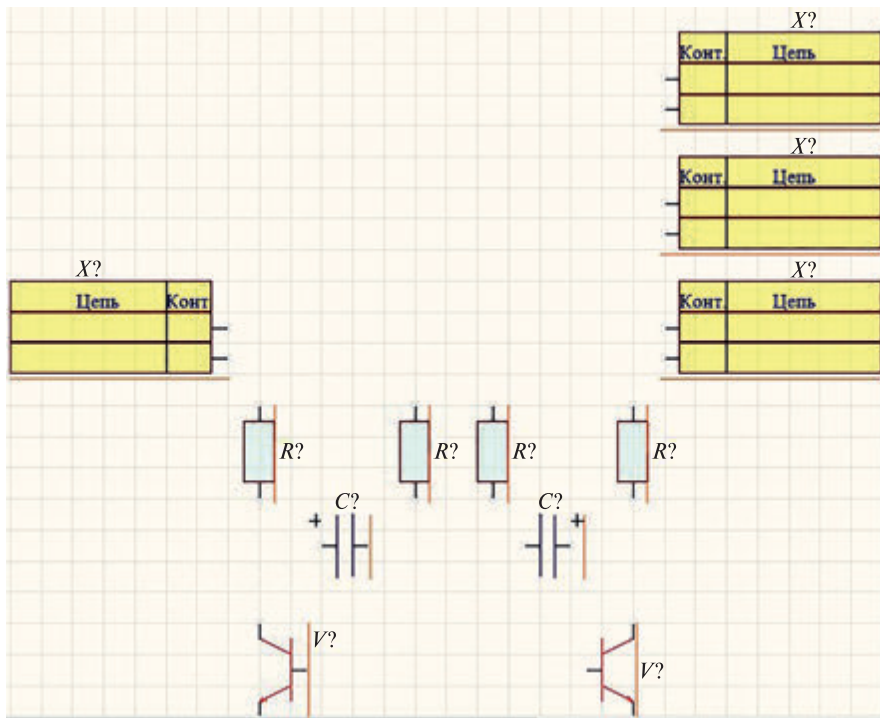 X?
Конт. Цепь
X?
Конт. Цепь
X?
Цепь Конт
X?
Конт. Цепь
R? R? R? R?
C? C?
+ +
V?
V?